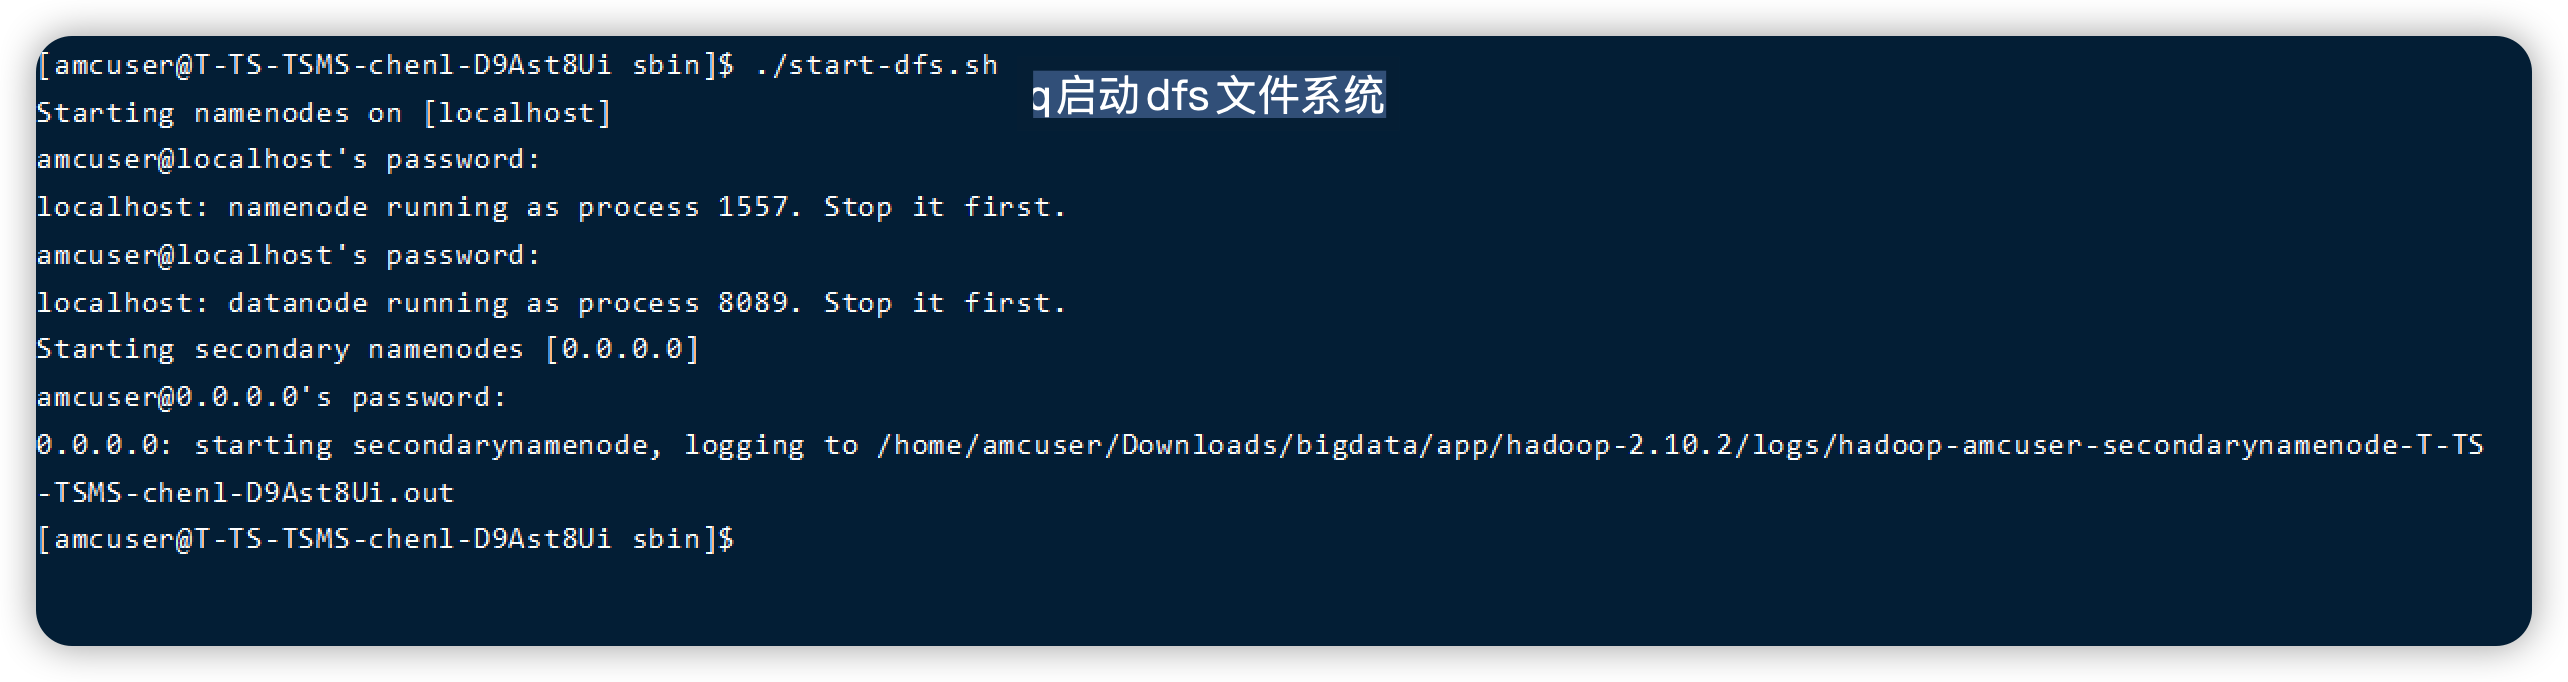 [amcuser@T-TS-TSMS-chenl-D9Ast8Ui sbin]$ ./start-dfs.sh
q启动dfs文件系统
Starting namenodes on [localhost]
amcuser@localhost's password:
localhost: namenode running as process 1557. Stop it first.
amcuser@localhost's password:
localhost: datanode running as process 8089. Stop it first.
Starting secondary namenodes [0.0.0.0]
amcuser@0.0.0.0's password:
0.0.0.0: starting secondarynamenode, logging to /home/amcuser/Downloads/bigdata/app/hadoop-2.10.2/logs/hadoop-amcuser-secondarynamenode-T-TS
-TSMS-chenl-D9Ast8Ui.out
[amcuser@T-TS-TSMS-chenl-D9Ast8Ui sbin]$